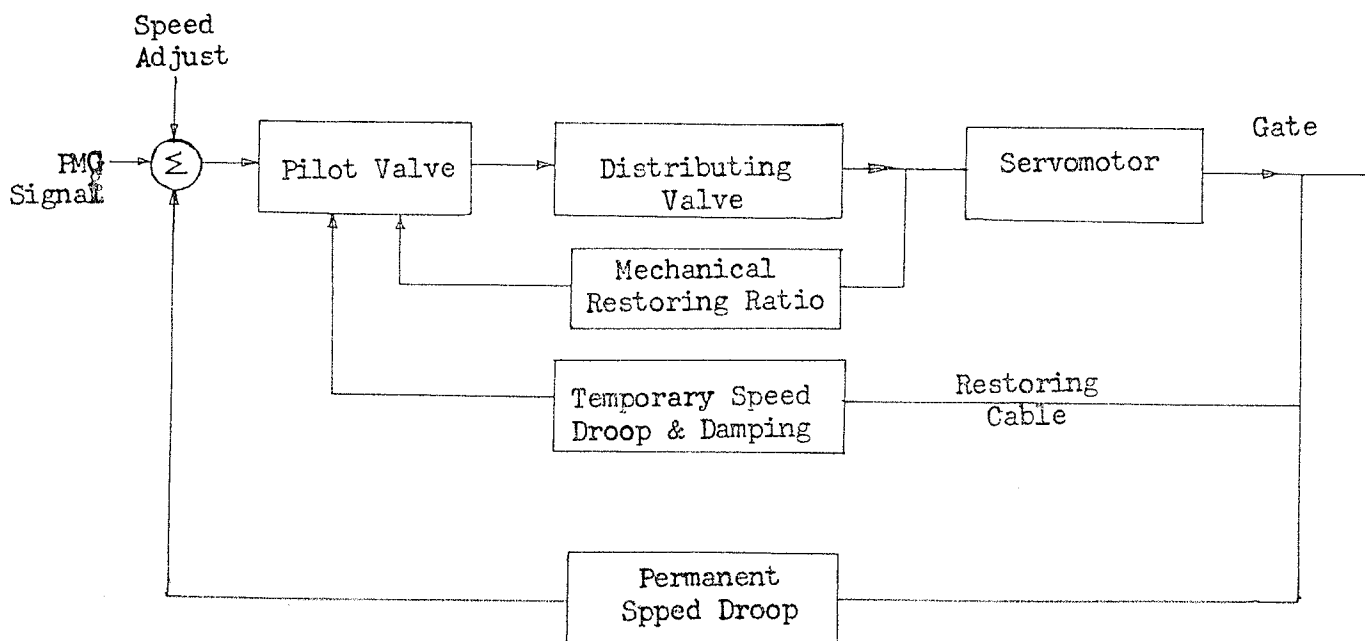 Speed
Adjust
PMG
Signal
Σ
Pilot Valve
Distributing
Valve
Servomotor
Gate
Mechanical
Restoring Ratio
Temporary Speed
Droop & Damping
Restoring
Cable
Permanent
Spped Droop